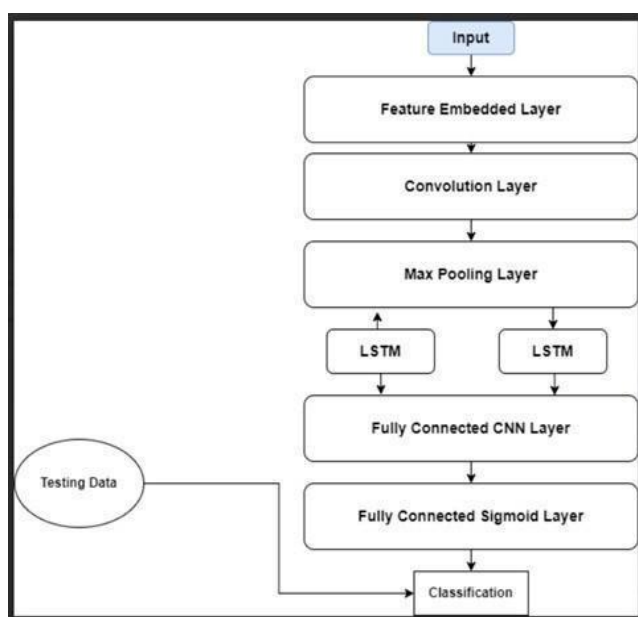 Input
Feature Embedded Layer
Convolution Layer
Max Pooling Layer
LSTM
LSTM
Fully Connected CNN Layer
Testing Data
Fully Connected Sigmoid Layer
Classification